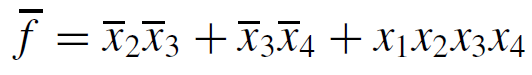 f̅ = x̅₂x̅₃ + x̅₃x̅₄ + x₁x₂x₃x₄